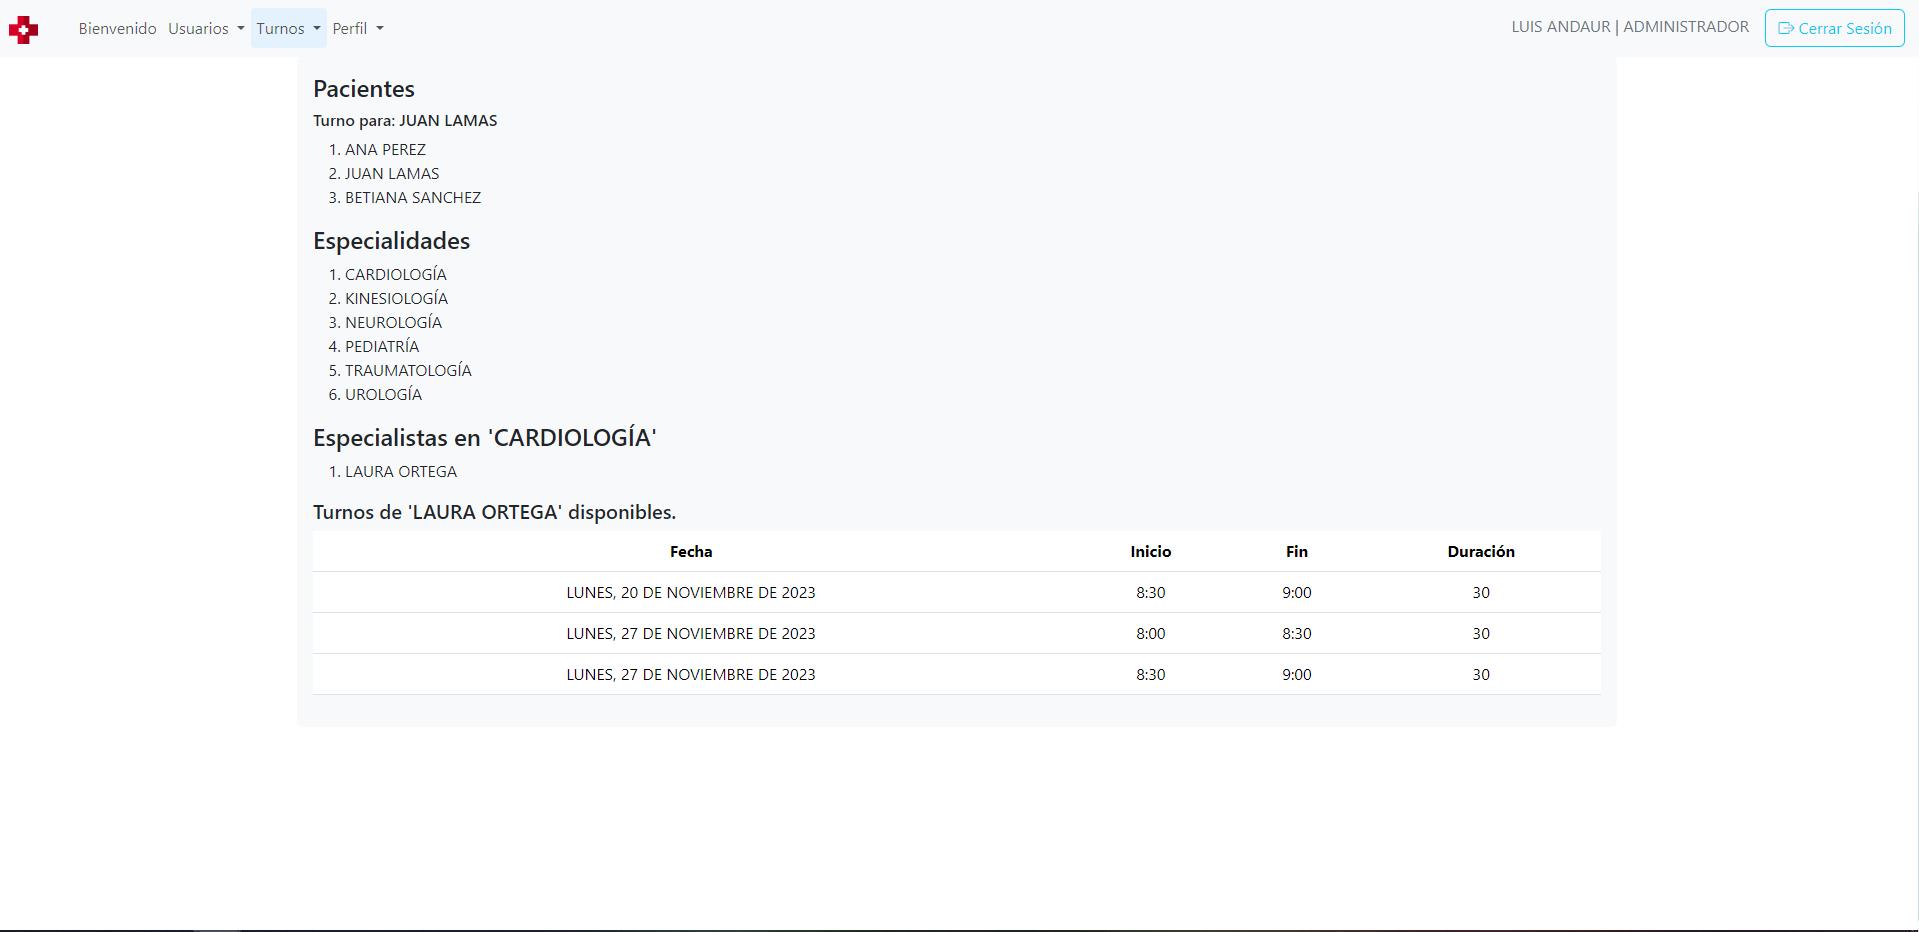 Bienvenido Usuarios Turnos Perfil LUIS ANDAUR | ADMINISTRADOR Cerrar Sesión
Pacientes
Turno para: JUAN LAMAS
1. ANA PEREZ
2. JUAN LAMAS
3. BETIANA SANCHEZ
Especialidades
1. CARDIOLOGÍA
2. KINESIOLOGÍA
3. NEUROLOGÍA
4. PEDIATRÍA
5. TRAUMATOLOGÍA
6. UROLOGÍA
Especialistas en 'CARDIOLOGÍA'
1. LAURA ORTEGA
Turnos de 'LAURA ORTEGA' disponibles.
Fecha Inicio Fin Duración
LUNES, 20 DE NOVIEMBRE DE 2023 8:30 9:00 30
LUNES, 27 DE NOVIEMBRE DE 2023 8:00 8:30 30
LUNES, 27 DE NOVIEMBRE DE 2023 8:30 9:00 30